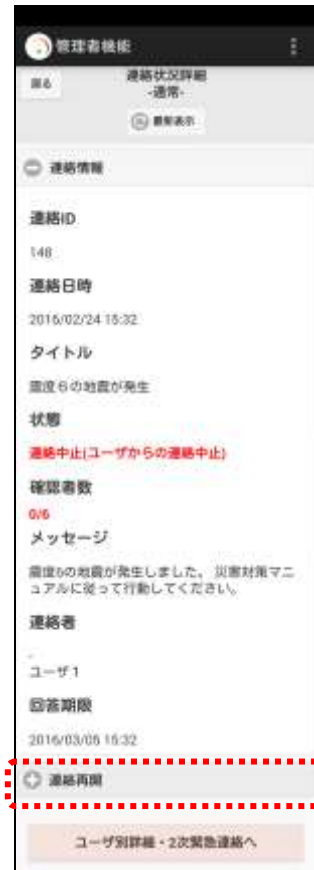 管理者機能
戻る
連絡状況詳細
-通常-
最新表示
連絡情報
連絡ID
148
連絡日時
2016/02/24 15:32
タイトル
震度６の地震が発生
状態
連絡中止(ユーザからの連絡中止)
確認者数
0/6
メッセージ
震度6の地震が発生しました。 災害対策マニ
ュアルに従って行動してください。
連絡者
-
ユーザ1
回答期限
2016/03/05 15:32
連絡再開
ユーザ別詳細・2次緊急連絡へ